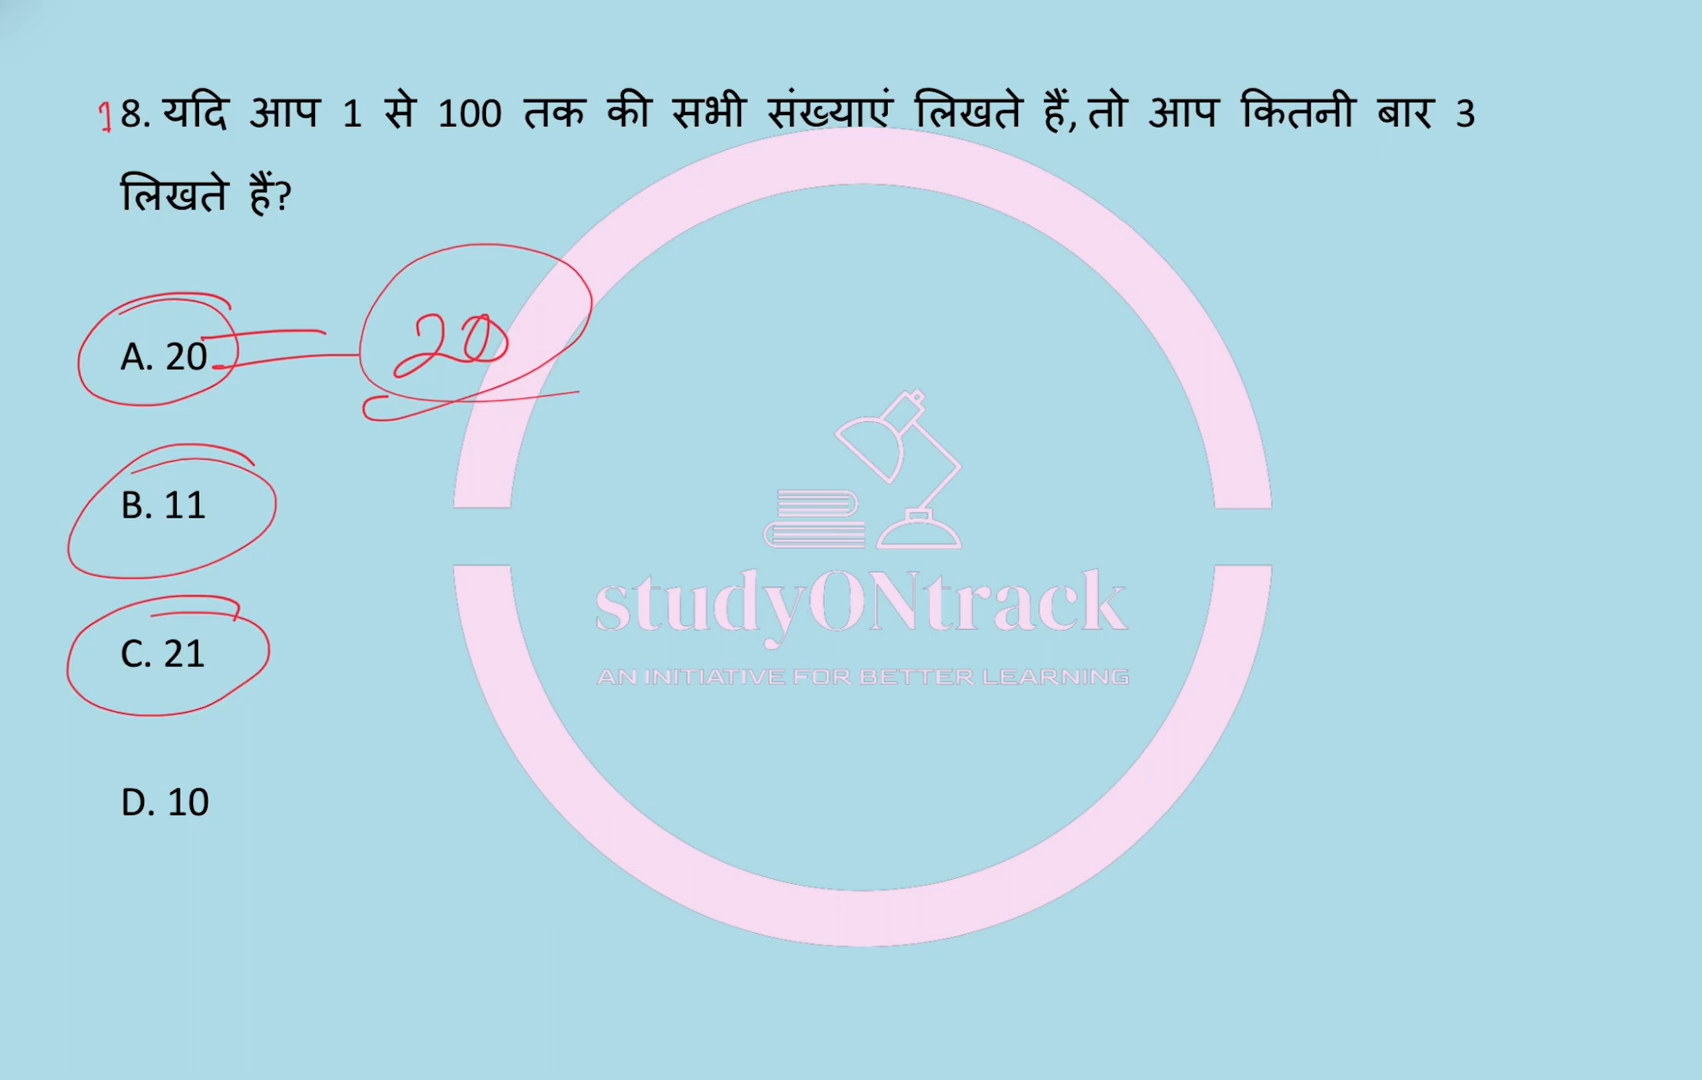 18. यदि आप 1 से 100 तक की सभी संख्याएं लिखते हैं, तो आप कितनी बार 3
लिखते हैं?
A. 20 20
B. 11
C. 21
D. 10
studyONtrack
AN INITIATIVE FOR BETTER LEARNING